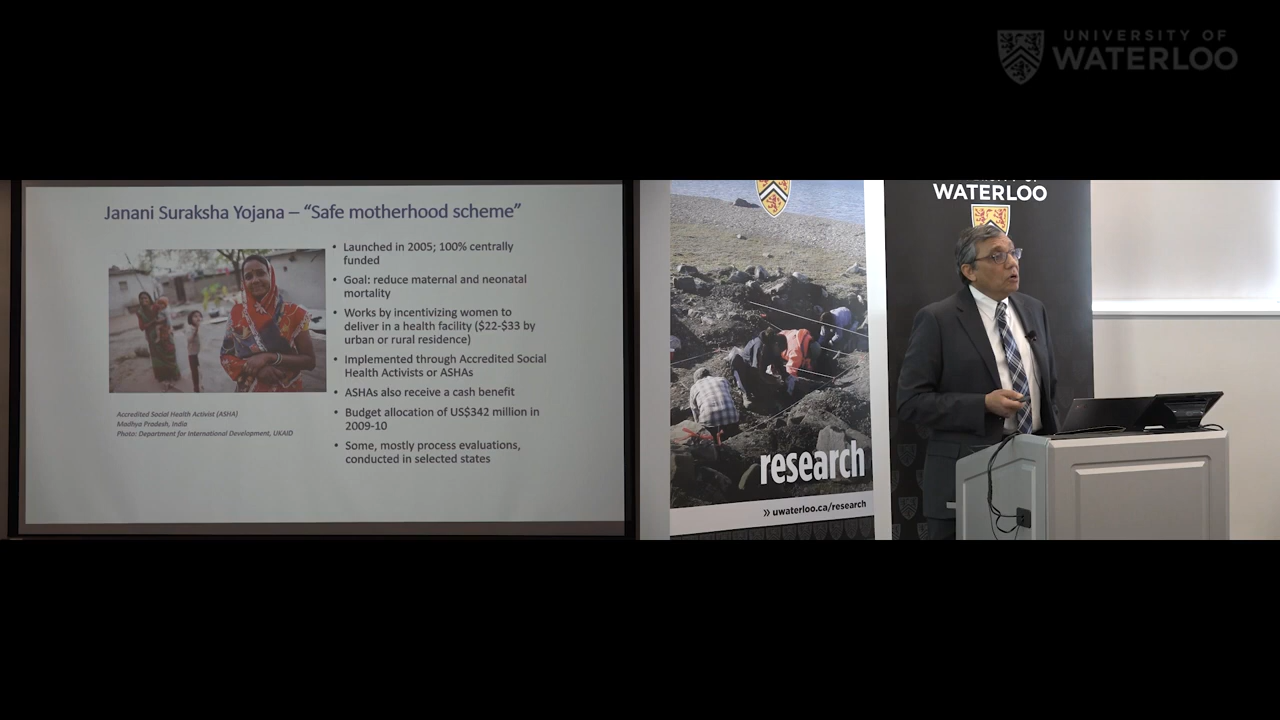 UNIVERSITY OF
WATERLOO
Janani Suraksha Yojana – “Safe motherhood scheme”
• Launched in 2005; 100% centrally
funded
• Goal: reduce maternal and neonatal
mortality
• Works by incentivizing women to
deliver in a health facility ($22-$33 by
urban or rural residence)
• Implemented through Accredited Social
Health Activists or ASHAs
• ASHAs also receive a cash benefit
• Budget allocation of US$342 million in
2009-10
• Some, mostly process evaluations,
conducted in selected states
Accredited Social Health Activist (ASHA)
Madhya Pradesh, India
Photo: Department for International Development, UKAID
research
» uwaterloo.ca/research
WATERLOO